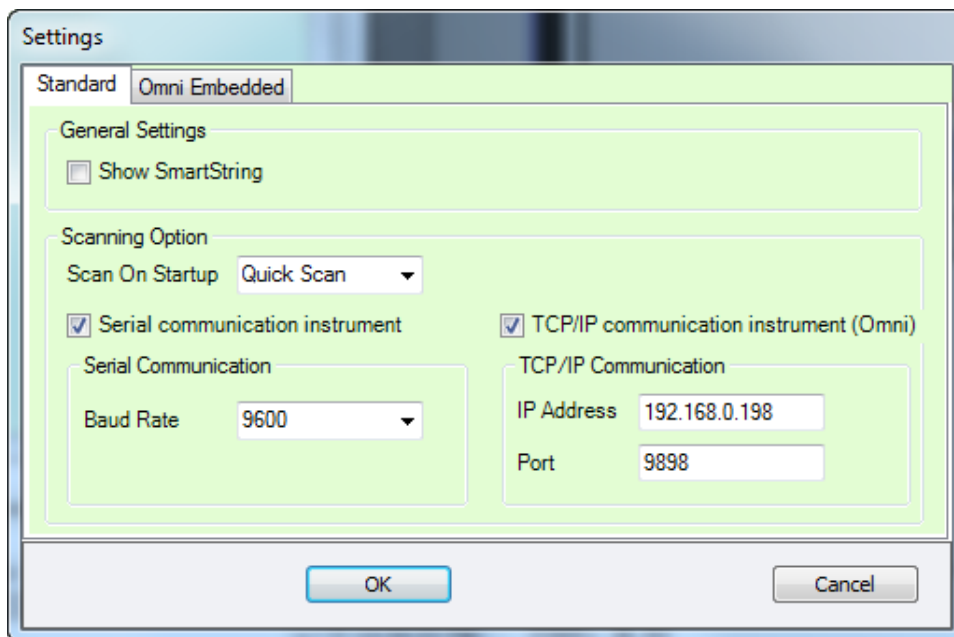 Settings
Standard Omni Embedded
General Settings
Show SmartString
Scanning Option
Scan On Startup Quick Scan
Serial communication instrument TCP/IP communication instrument (Omni)
Serial Communication TCP/IP Communication
Baud Rate 9600 IP Address 192.168.0.198
Port 9898
OK Cancel